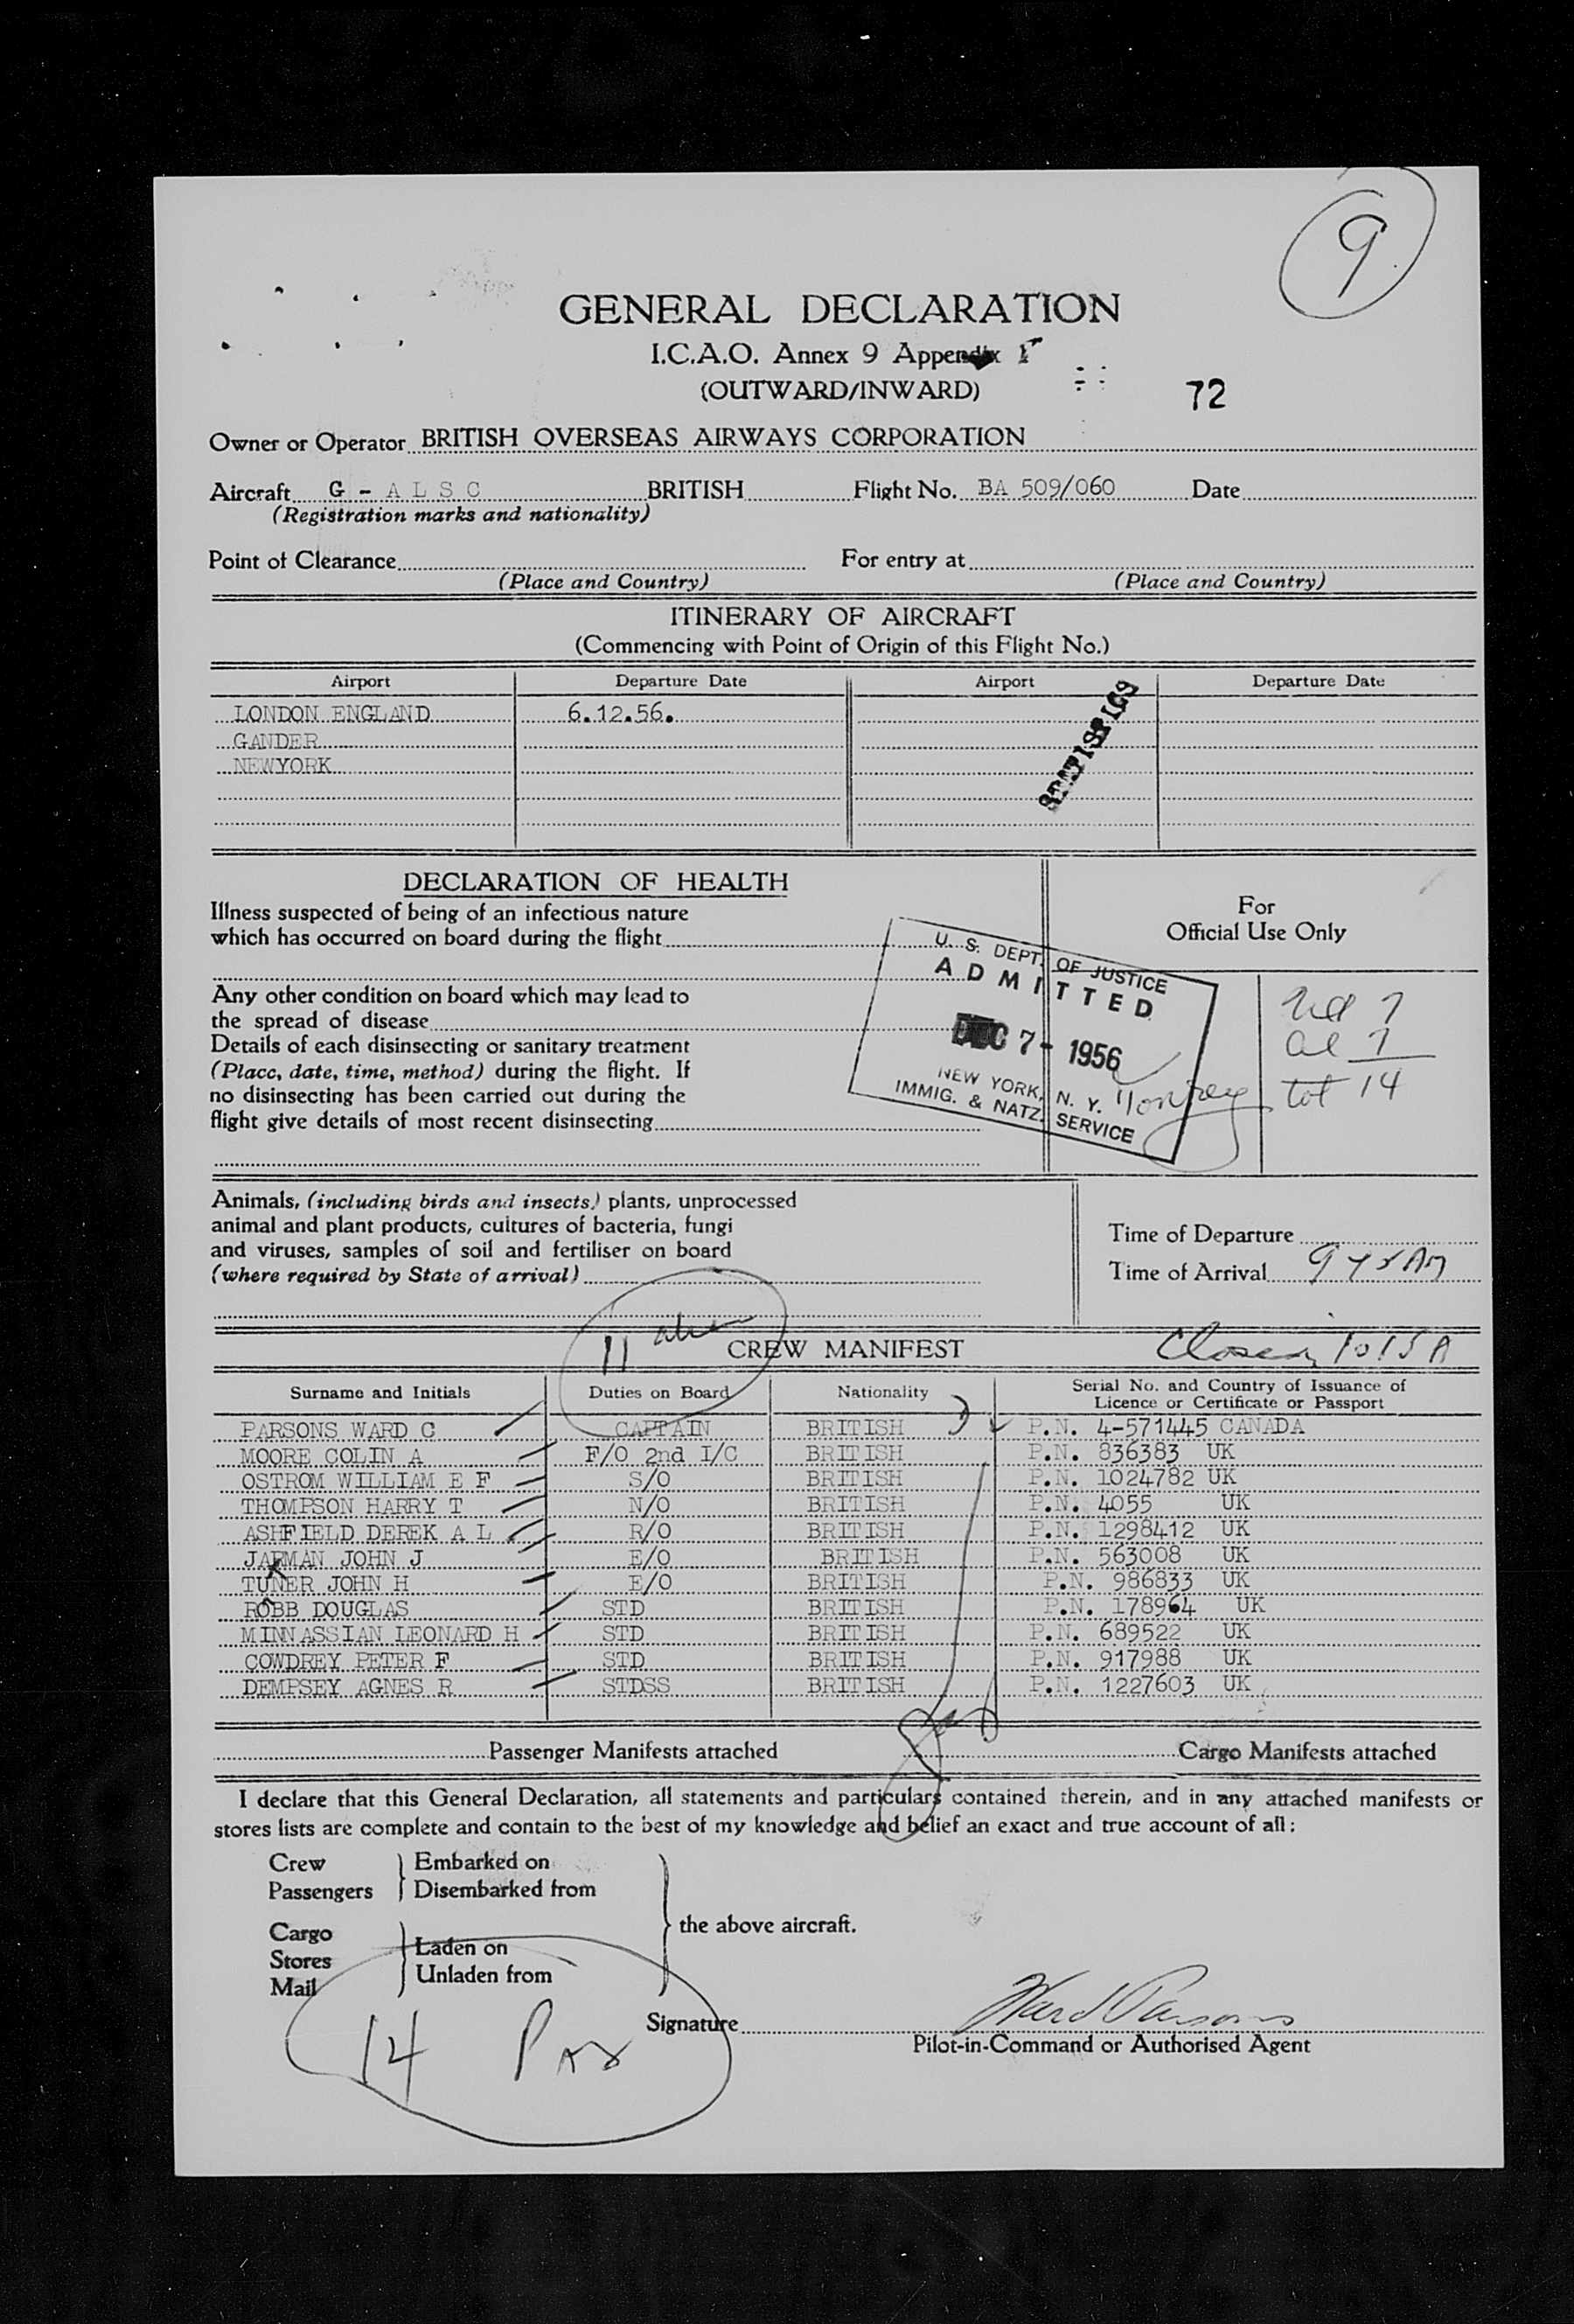 9
GENERAL DECLARATION
I.C.A.O. Annex 9 Appendix 1
(OUTWARD/INWARD)
72
Owner or Operator BRITISH OVERSEAS AIRWAYS CORPORATION
Aircraft G - A L S C BRITISH Flight No. BA 509/060 Date
(Registration marks and nationality)
Point of Clearance For entry at
(Place and Country) (Place and Country)
ITINERARY OF AIRCRAFT
(Commencing with Point of Origin of this Flight No.)
Airport Departure Date Airport Departure Date
LONDON ENGLAND 6.12.56.
GANDER
NEWYORK
STATISTICS
DECLARATION OF HEALTH
Illness suspected of being of an infectious nature
which has occurred on board during the flight
For
Official Use Only
Any other condition on board which may lead to
the spread of disease
Details of each disinsecting or sanitary treatment
(Place, date, time, method) during the flight. If
no disinsecting has been carried out during the
flight give details of most recent disinsecting
U. S. DEPT. OF JUSTICE
ADMITTED
DEC 7 - 1956
NEW YORK, N. Y.
IMMIG. & NATZ. SERVICE
7
al 7
tot 14
Animals, (including birds and insects) plants, unprocessed
animal and plant products, cultures of bacteria, fungi
and viruses, samples of soil and fertiliser on board
(where required by State of arrival)
Time of Departure
Time of Arrival 945 AM
11 alien
CREW MANIFEST
Closed 1015 A
Surname and Initials Duties on Board Nationality Serial No. and Country of Issuance of
Licence or Certificate or Passport
PARSONS WARD C CAPTAIN BRITISH P.N. 4-571445 CANADA
MOORE COLIN A F/O 2nd I/C BRITISH P.N. 836383 UK
OSTROM WILLIAM E F S/O BRITISH P.N. 1024782 UK
THOMPSON HARRY T N/O BRITISH P.N. 4055 UK
ASHFIELD DEREK A L R/O BRITISH P.N. 1298412 UK
JARMAN JOHN J E/O BRITISH P.N. 563008 UK
TUNER JOHN H E/O BRITISH P.N. 986833 UK
ROBB DOUGLAS STD BRITISH P.N. 178964 UK
MINNASSIAN LEONARD H STD BRITISH P.N. 689522 UK
COWDREY PETER F STD BRITISH P.N. 917988 UK
DEMPSEY AGNES R STDSS BRITISH P.N. 1227603 UK
Passenger Manifests attached Cargo Manifests attached
I declare that this General Declaration, all statements and particulars contained therein, and in any attached manifests or
stores lists are complete and contain to the best of my knowledge and belief an exact and true account of all:
Crew Embarked on
Passengers Disembarked from
the above aircraft.
Cargo
Stores Laden on
Mail Unladen from
14 Pax
Signature Ward Parsons
Pilot-in-Command or Authorised Agent